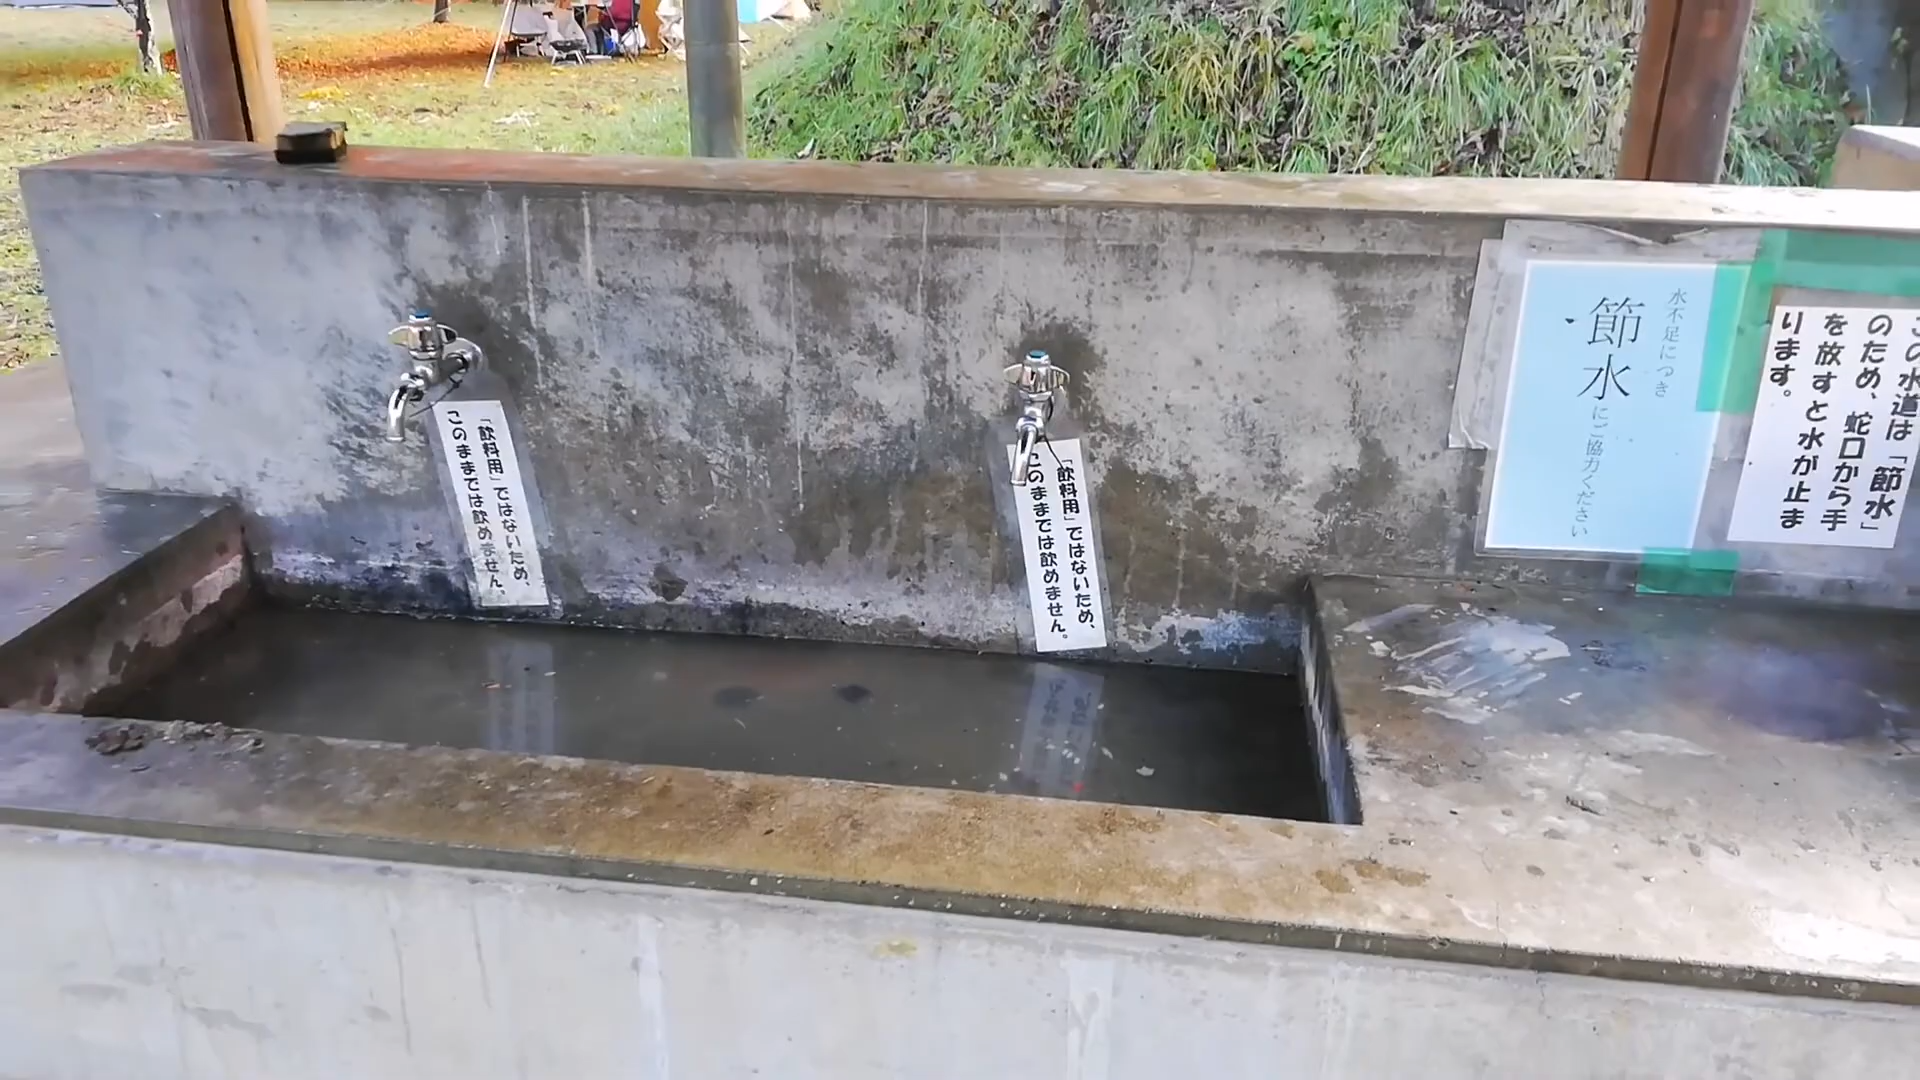 「飲料用」ではないため、
このままでは飲めません。
「飲料用」ではないため、
このままでは飲めません。
水不足につき
節水にご協力ください
この水道は「節水」
のため、蛇口から手
を放すと水が止ま
ります。